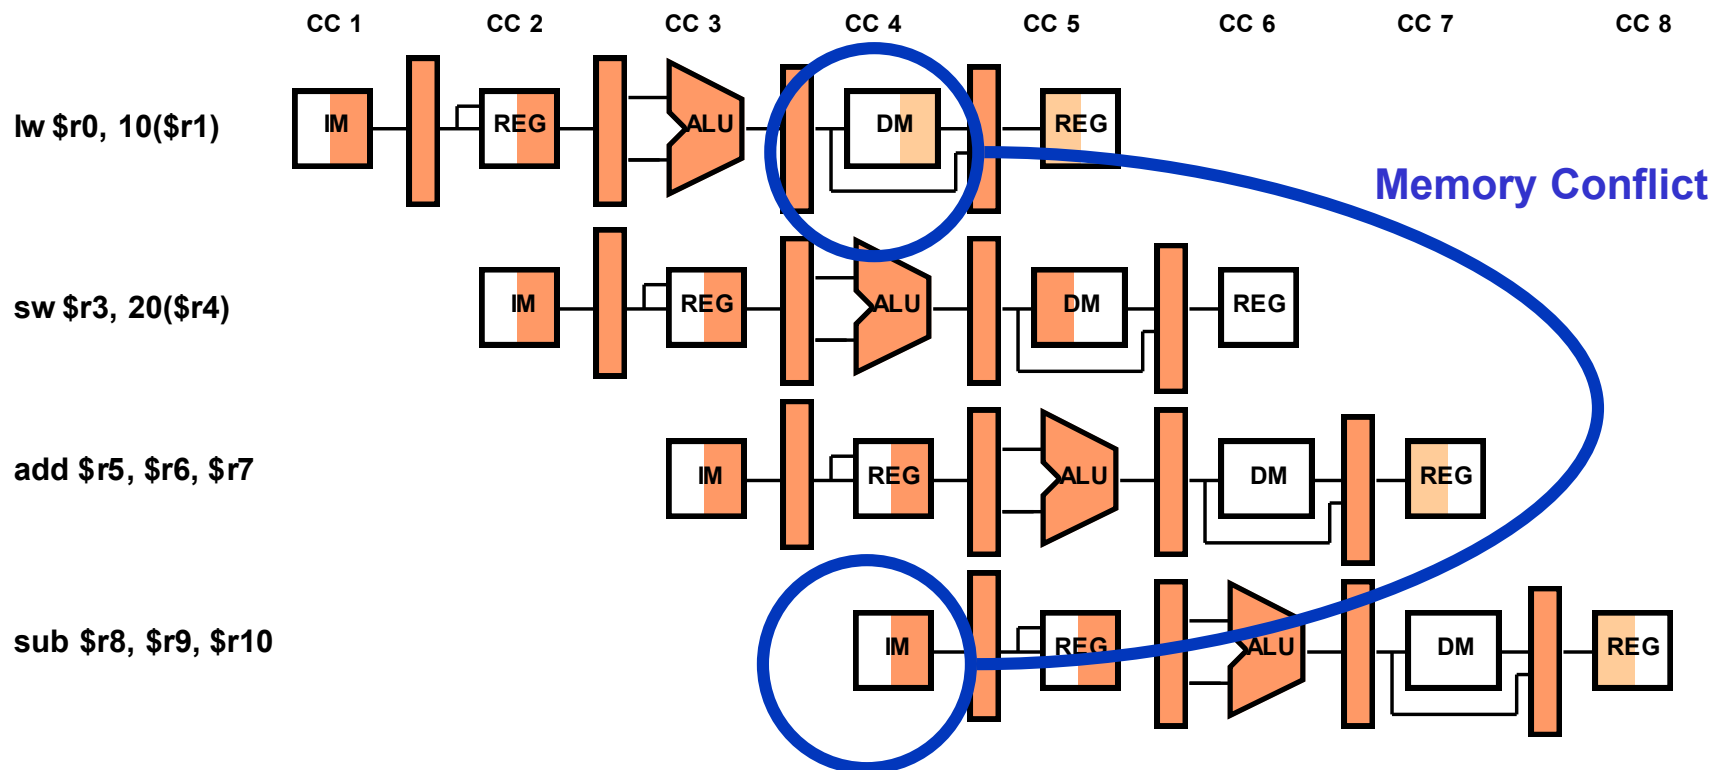 CC 1 CC 2 CC 3 CC 4 CC 5 CC 6 CC 7 CC 8
lw $r0, 10($r1) IM REG ALU DM REG
Memory Conflict
sw $r3, 20($r4) IM REG ALU DM REG
add $r5, $r6, $r7 IM REG ALU DM REG
sub $r8, $r9, $r10 IM REG ALU DM REG